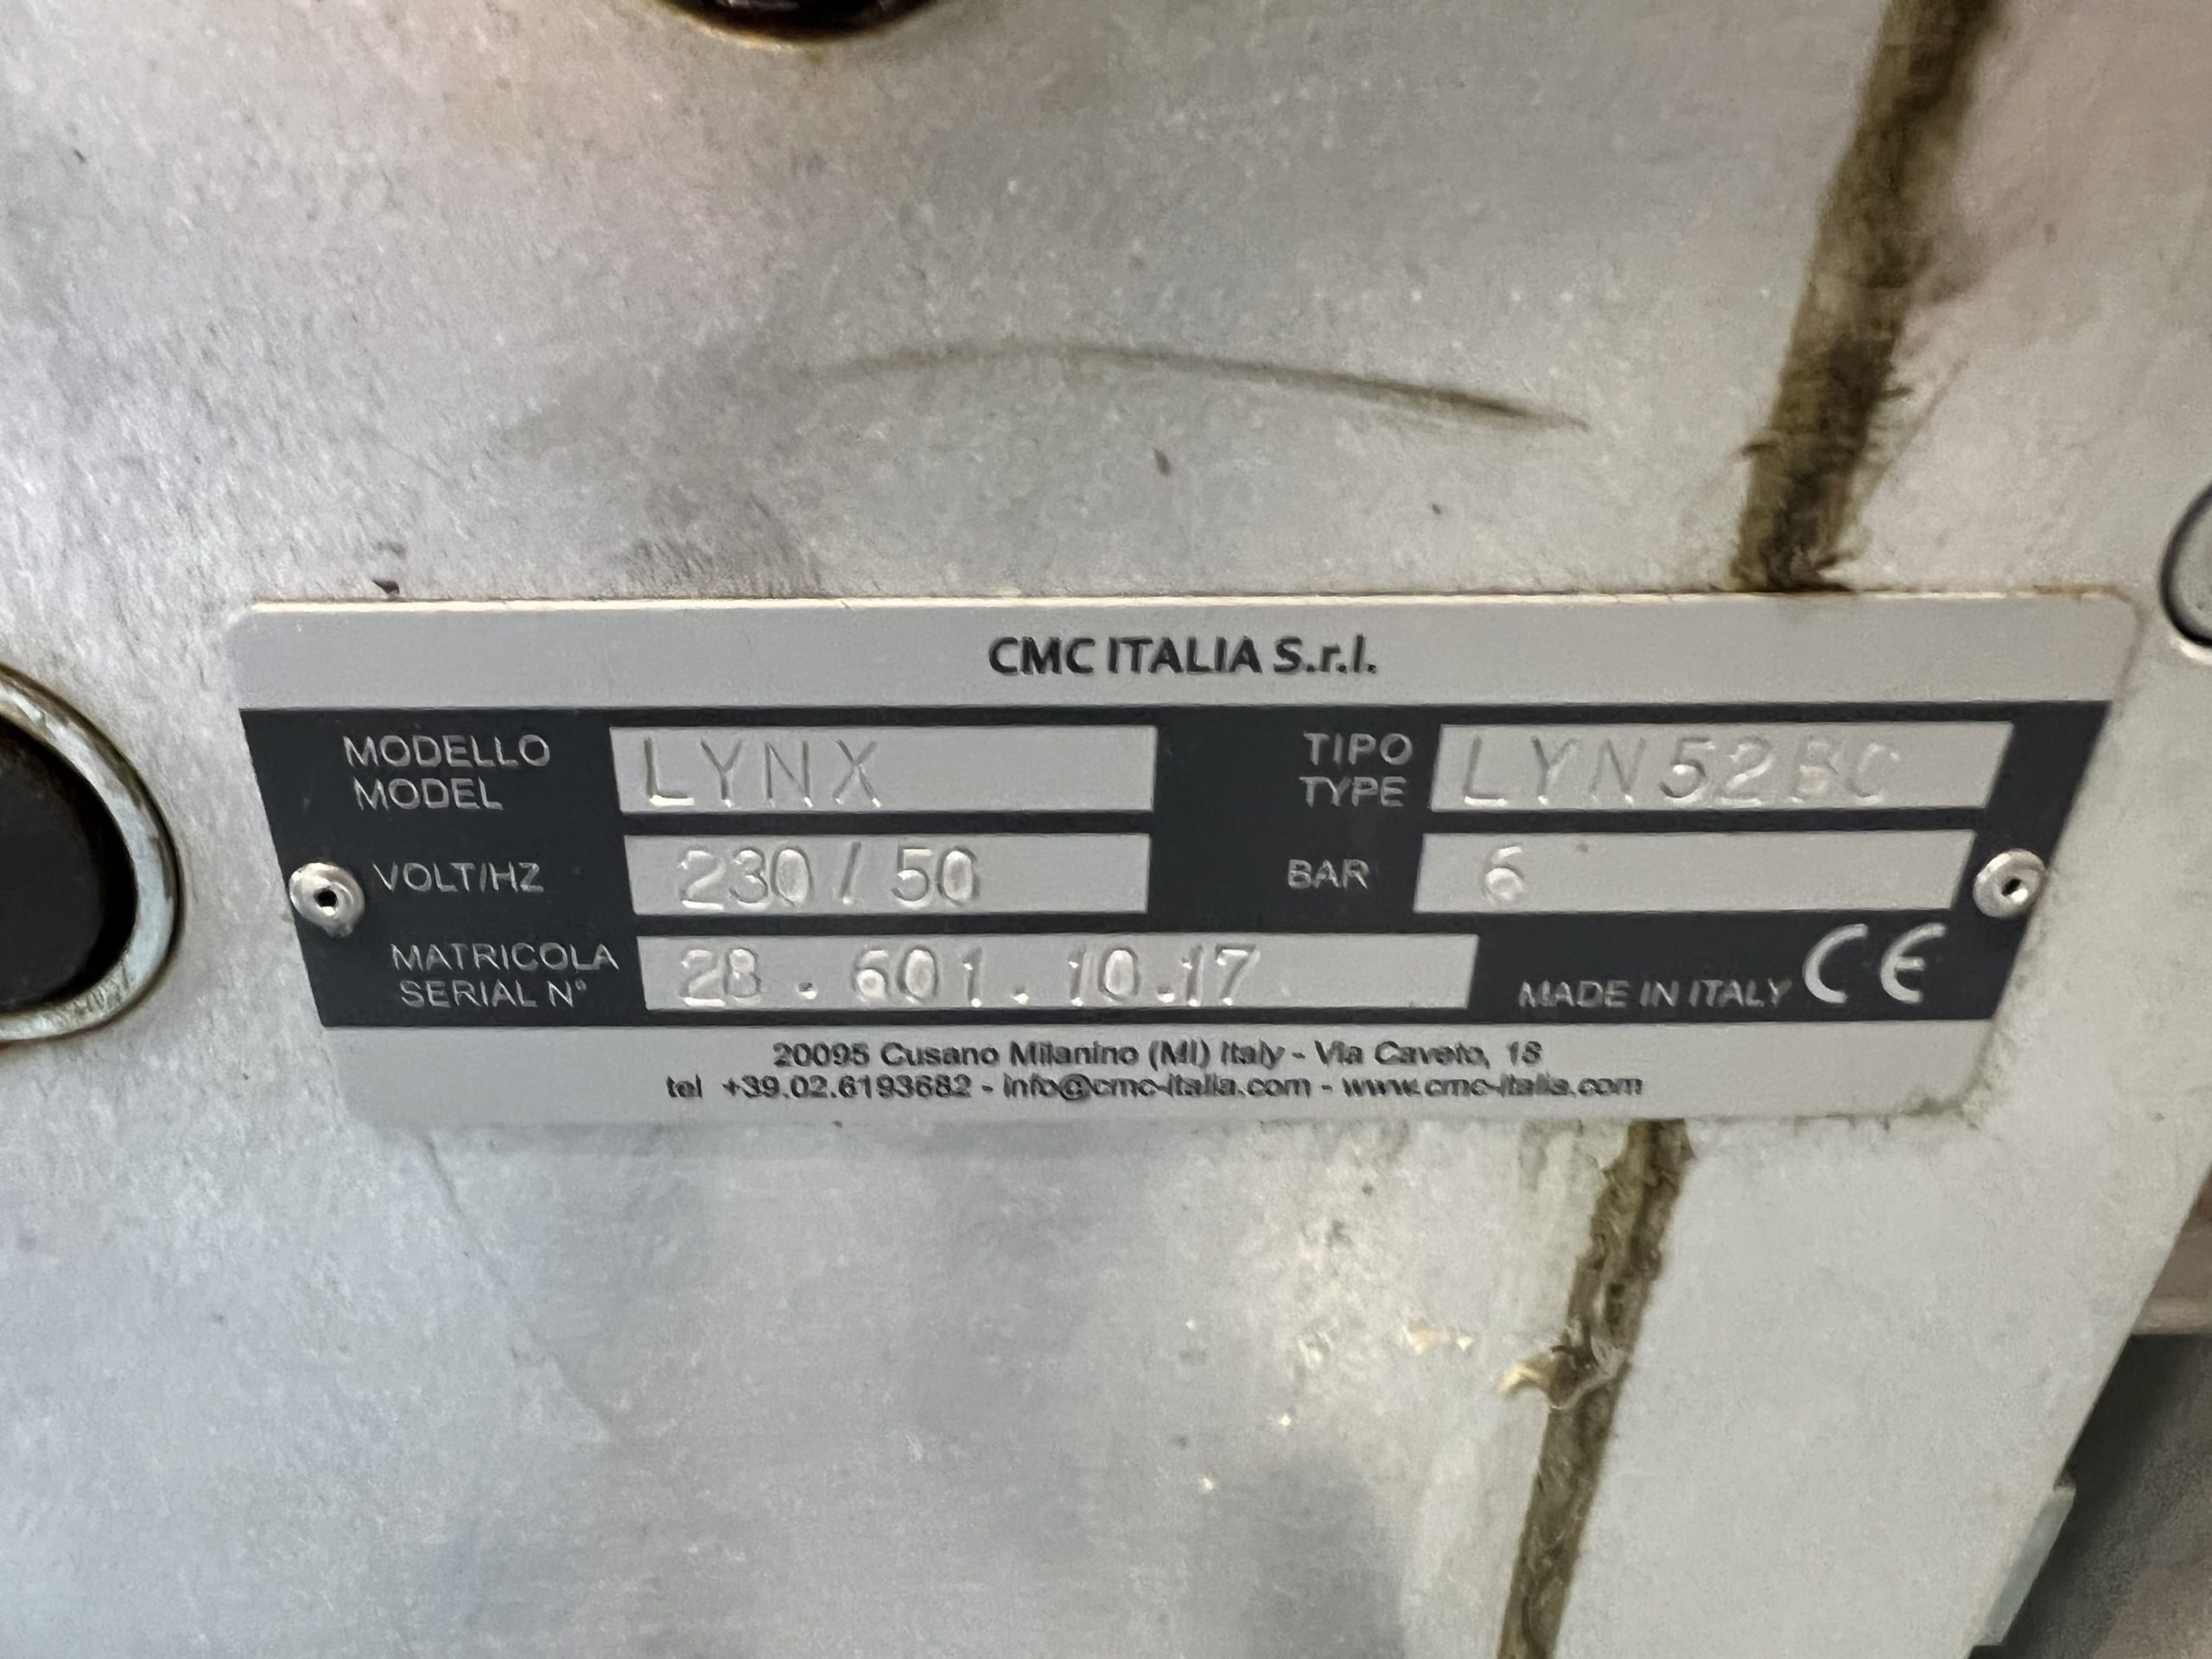 CMC ITALIA S.r.l.
MODELLO LYNX TIPO LYN52BC
MODEL TYPE
VOLT/HZ 230 / 50 BAR 6
MATRICOLA 28 . 601 . 10 . 17
SERIAL N° MADE IN ITALY CE
20095 Cusano Milanino (MI) Italy - Via Caveto, 18
tel +39.02.6193682 - info@cmc-italia.com - www.cmc-italia.com